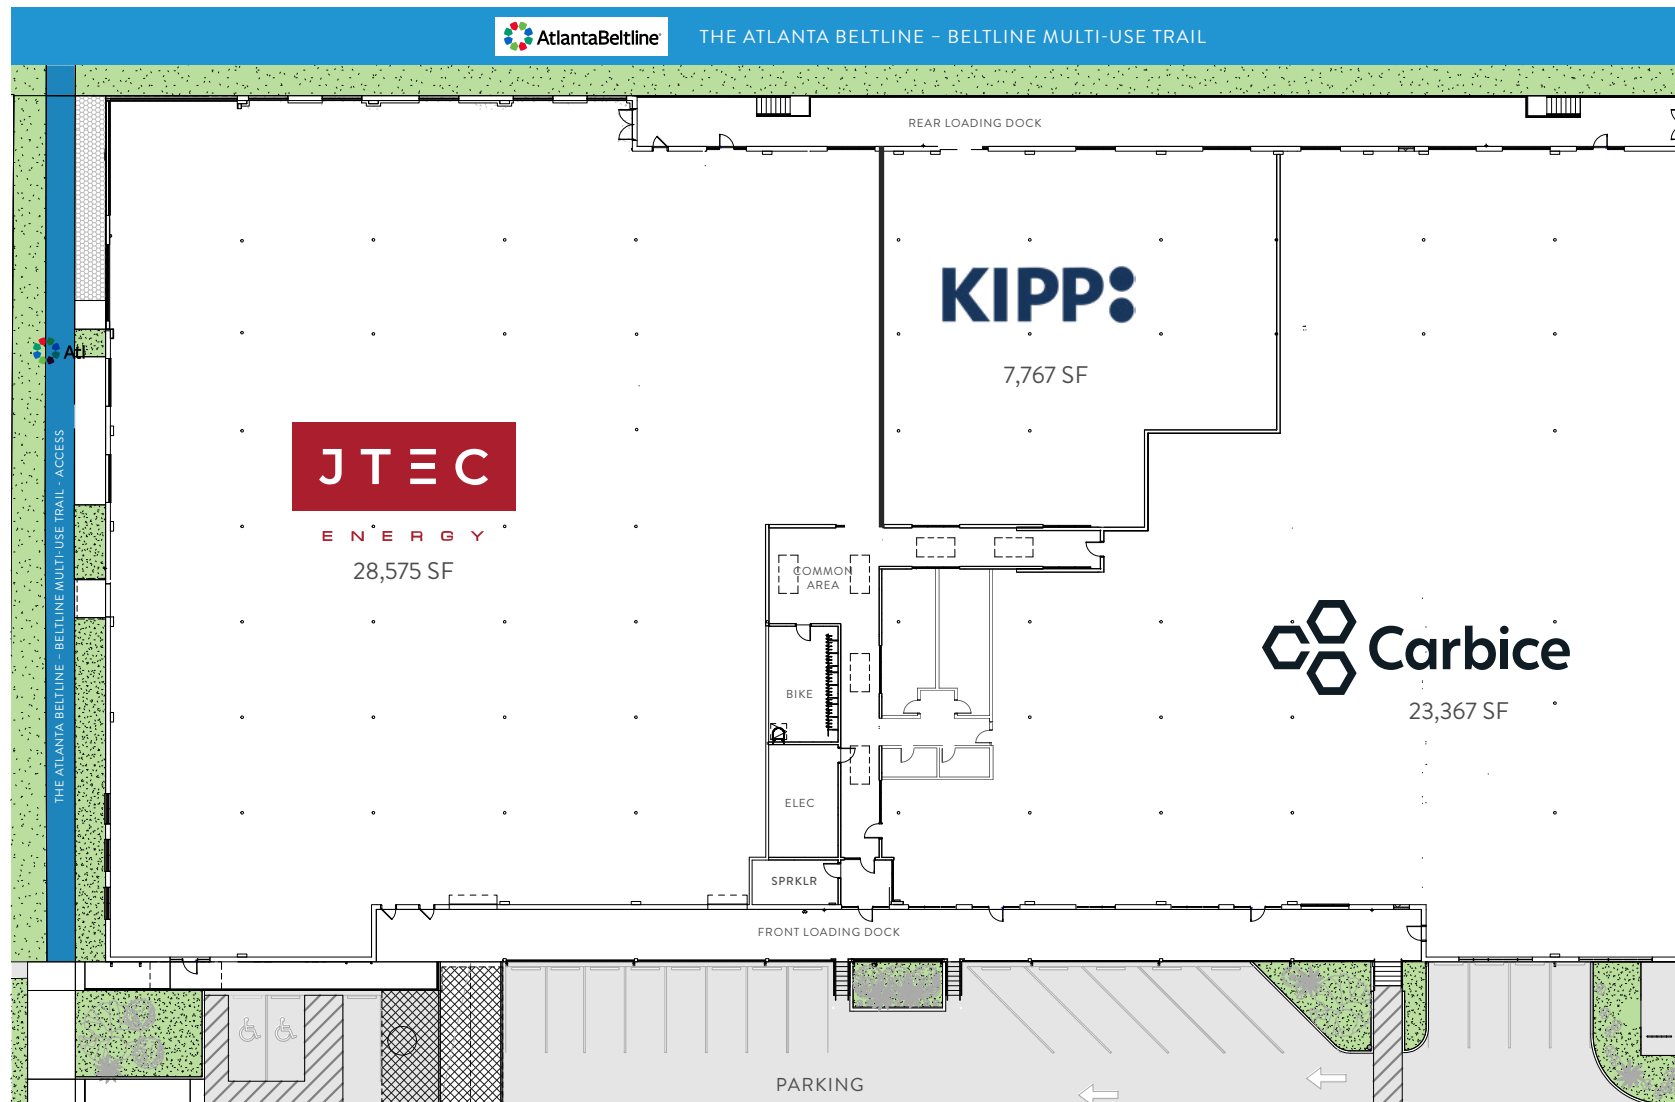 AtlantaBeltline
THE ATLANTA BELTLINE – BELTLINE MULTI-USE TRAIL
REAR LOADING DOCK
KIPP:
7,767 SF
Atl
THE ATLANTA BELTLINE – BELTLINE MULTI-USE TRAIL - ACCESS
JTEC
ENERGY
28,575 SF
COMMON
AREA
BIKE
Carbice
23,367 SF
ELEC
SPRKLR
FRONT LOADING DOCK
PARKING